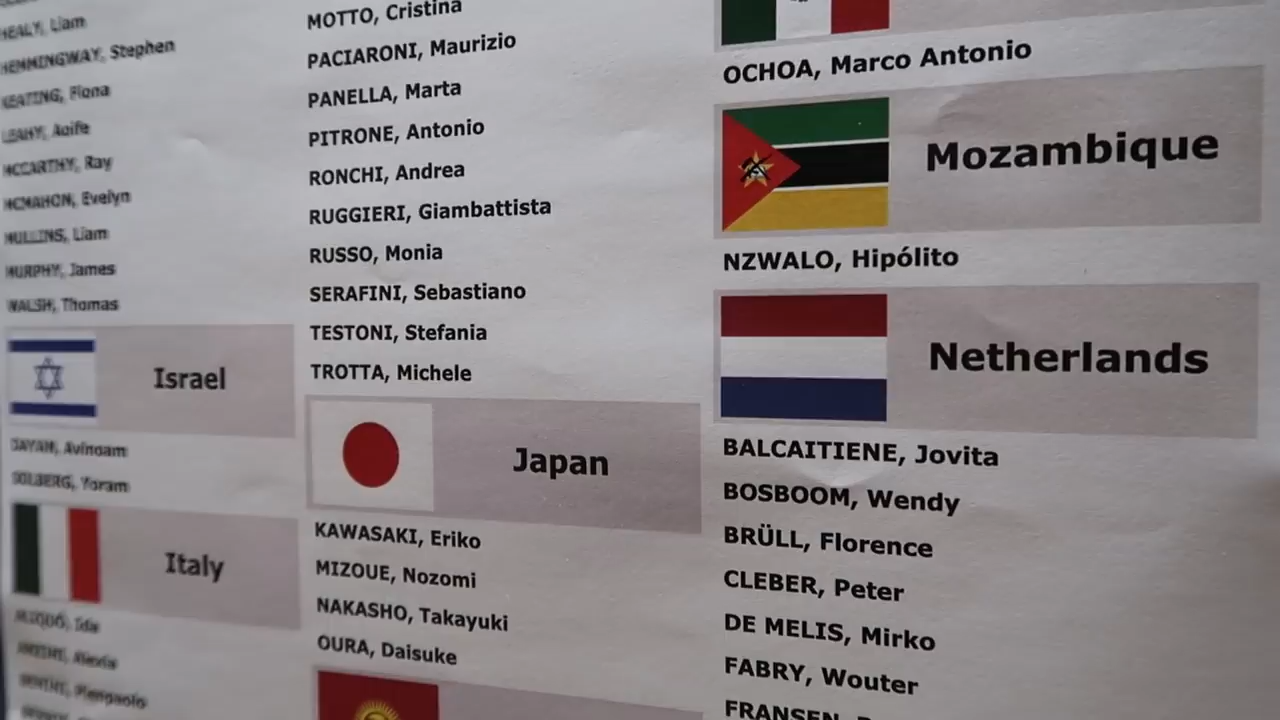 HEALY, Liam
HEMMINGWAY, Stephen
KEATING, Fiona
LEAHY, Aoife
MCCARTHY, Ray
MCMAHON, Evelyn
MULLINS, Liam
MURPHY, James
WALSH, Thomas
Israel
DAYAN, Avinoam
SOLBERG, Yoram
Italy
MOTTO, Cristina
PACIARONI, Maurizio
PANELLA, Marta
PITRONE, Antonio
RONCHI, Andrea
RUGGIERI, Giambattista
RUSSO, Monia
SERAFINI, Sebastiano
TESTONI, Stefania
TROTTA, Michele
Japan
KAWASAKI, Eriko
MIZOUE, Nozomi
NAKASHO, Takayuki
OURA, Daisuke
OCHOA, Marco Antonio
Mozambique
NZWALO, Hipólito
Netherlands
BALCAITIENE, Jovita
BOSBOOM, Wendy
BRÜLL, Florence
CLEBER, Peter
DE MELIS, Mirko
FABRY, Wouter
FRANSEN,